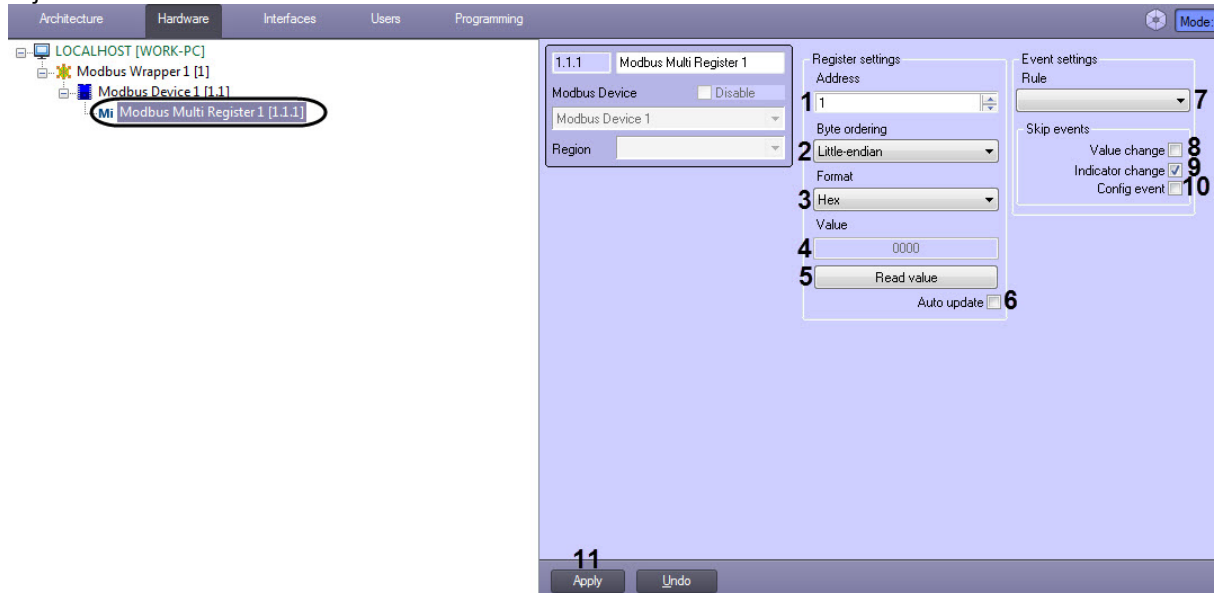 Architecture Hardware Interfaces Users Programming Mode:
LOCALHOST [WORK-PC]
Modbus Wrapper 1 [1]
Modbus Device 1 [1.1]
Mi Modbus Multi Register 1 [1.1.1]
1.1.1 Modbus Multi Register 1
Modbus Device Disable
Modbus Device 1
Region
Register settings
Address
1 1
Byte ordering
2 Little-endian
Format
3 Hex
Value
4 0000
5 Read value
Auto update 6
Event settings
Rule
7
Skip events
Value change 8
Indicator change 9
Config event 10
11
Apply Undo